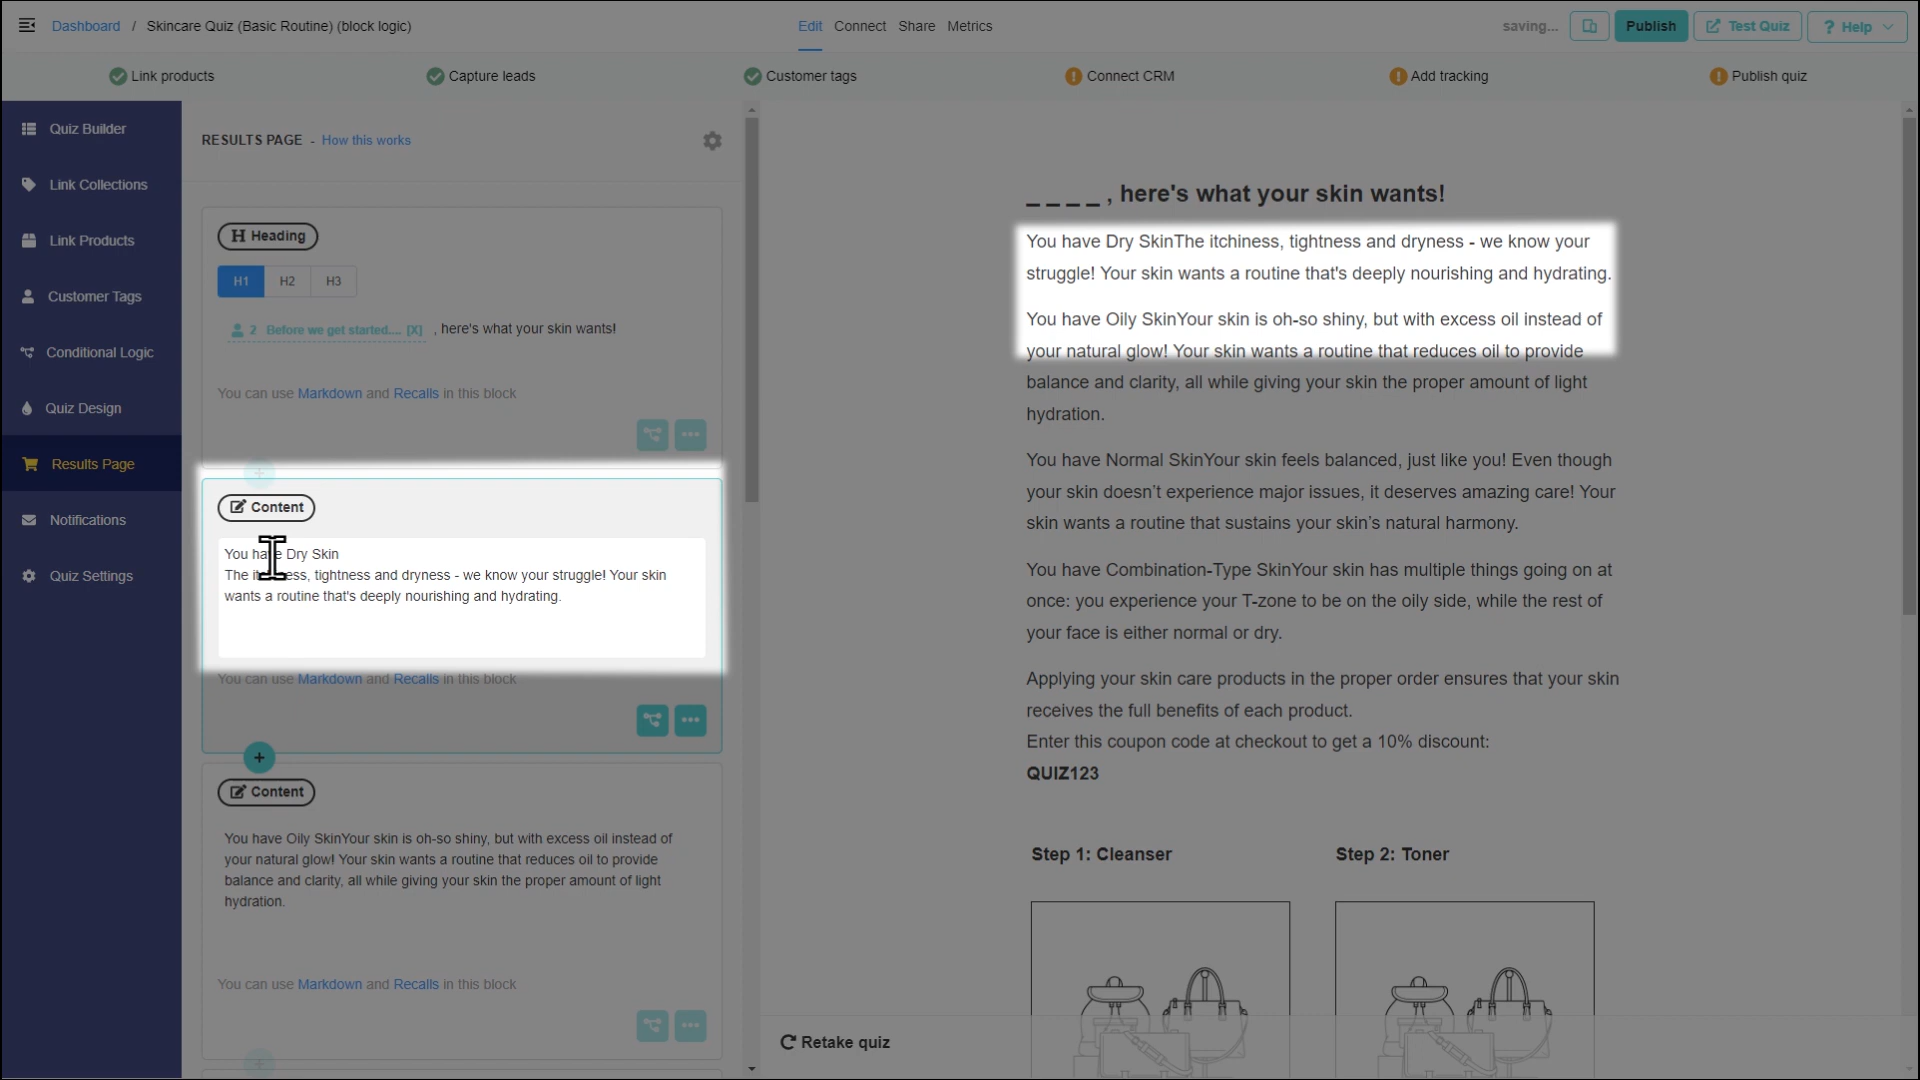 Dashboard / Skincare Quiz (Basic Routine) (block logic)
Edit Connect Share Metrics
saving... Publish Test Quiz ? Help
Link products Capture leads Customer tags Connect CRM Add tracking Publish quiz
Quiz Builder
Link Collections
Link Products
Customer Tags
Conditional Logic
Quiz Design
Results Page
Notifications
Quiz Settings
RESULTS PAGE - How this works
H Heading
H1 H2 H3
2 Before we get started.... [X] , here's what your skin wants!
You can use Markdown and Recalls in this block
Content
You have Dry Skin
The itchiness, tightness and dryness - we know your struggle! Your skin
wants a routine that's deeply nourishing and hydrating.
You can use Markdown and Recalls in this block
Content
You have Oily SkinYour skin is oh-so shiny, but with excess oil instead of
your natural glow! Your skin wants a routine that reduces oil to provide
balance and clarity, all while giving your skin the proper amount of light
hydration.
You can use Markdown and Recalls in this block
_ _ _ _ , here's what your skin wants!
You have Dry SkinThe itchiness, tightness and dryness - we know your
struggle! Your skin wants a routine that's deeply nourishing and hydrating.
You have Oily SkinYour skin is oh-so shiny, but with excess oil instead of
your natural glow! Your skin wants a routine that reduces oil to provide
balance and clarity, all while giving your skin the proper amount of light
hydration.
You have Normal SkinYour skin feels balanced, just like you! Even though
your skin doesn’t experience major issues, it deserves amazing care! Your
skin wants a routine that sustains your skin’s natural harmony.
You have Combination-Type SkinYour skin has multiple things going on at
once: you experience your T-zone to be on the oily side, while the rest of
your face is either normal or dry.
Applying your skin care products in the proper order ensures that your skin
receives the full benefits of each product.
Enter this coupon code at checkout to get a 10% discount:
QUIZ123
Step 1: Cleanser Step 2: Toner
Retake quiz